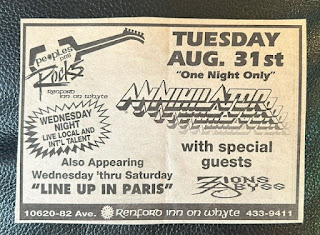 Peoples
PUB
Rocks
RENFORD INN ON WHYTE
WEDNESDAY
NIGHT
LIVE LOCAL AND
INT'L TALENT
TUESDAY
AUG. 31st
"One Night Only"
ANNIHILATOR
with special
guests
ZIONS
ABYSS
Also Appearing
Wednesday 'thru Saturday
"LINE UP IN PARIS"
10620-82 Ave. Renford inn on whyte 433-9411